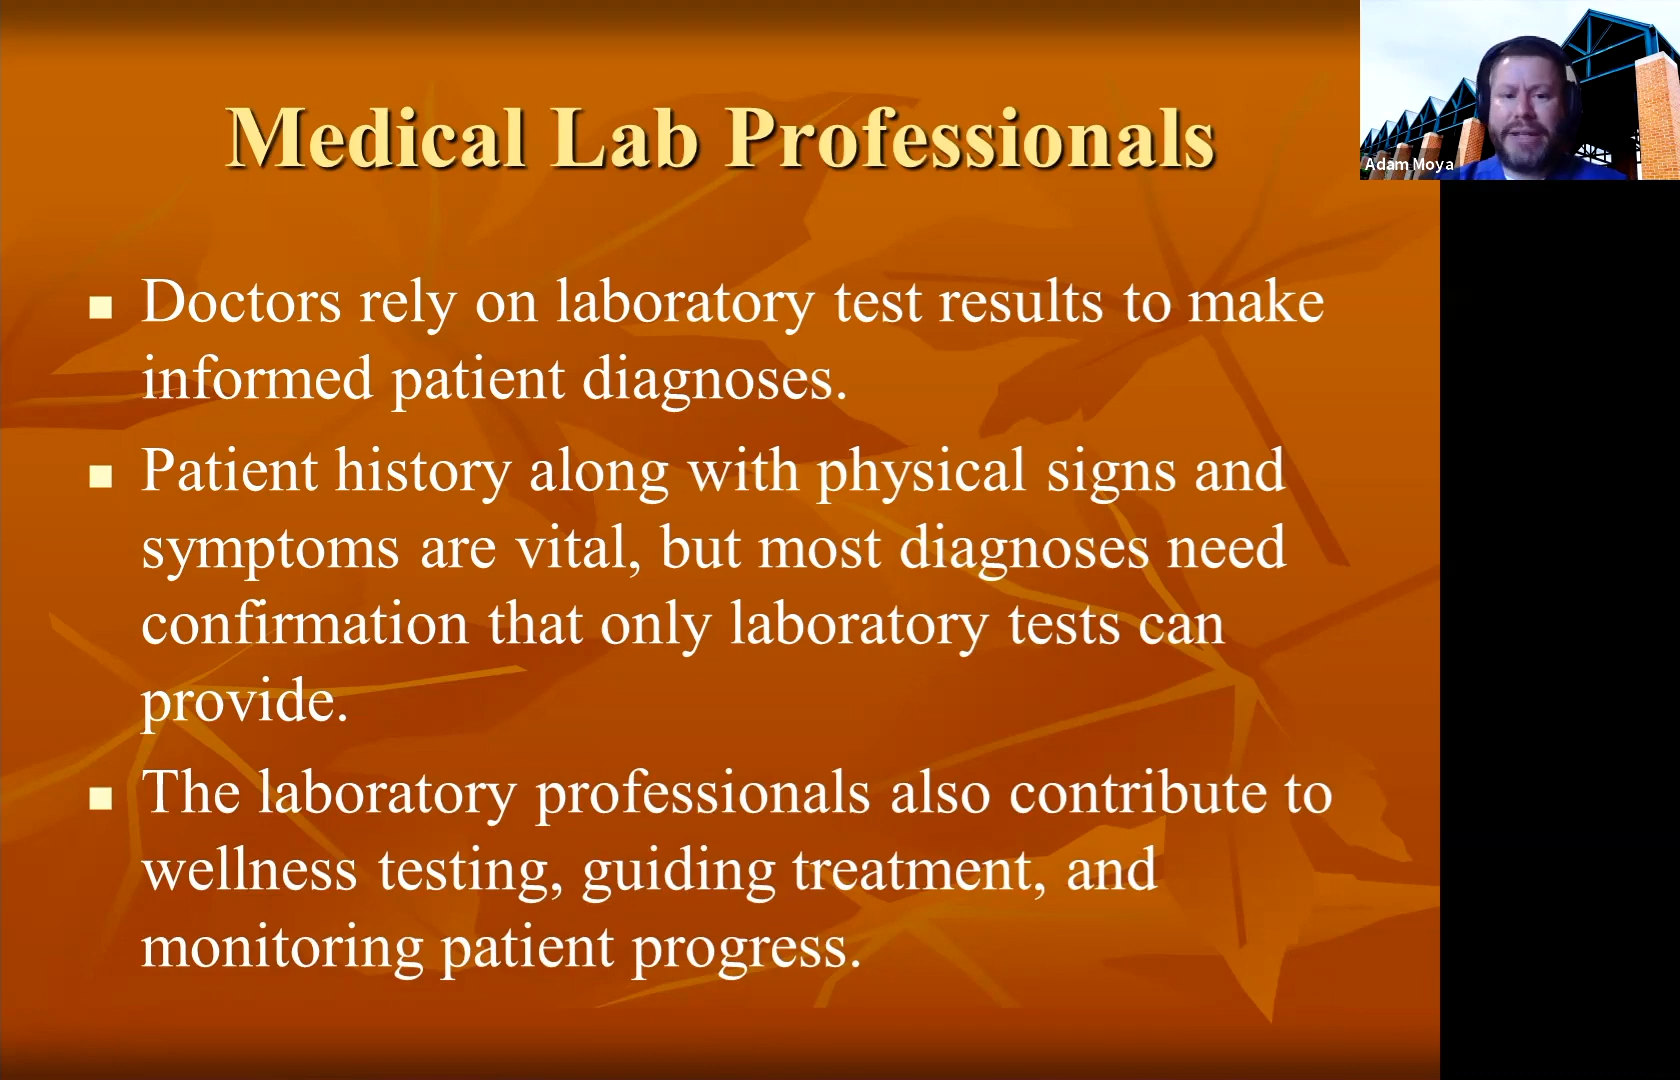 Medical Lab Professionals
Doctors rely on laboratory test results to make
informed patient diagnoses.
Patient history along with physical signs and
symptoms are vital, but most diagnoses need
confirmation that only laboratory tests can
provide.
The laboratory professionals also contribute to
wellness testing, guiding treatment, and
monitoring patient progress.
Adam Moya